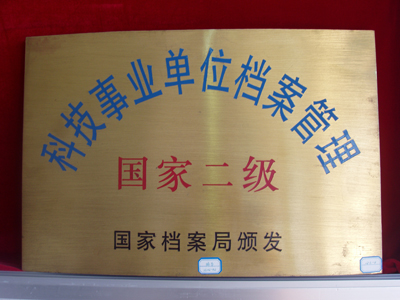 科技事业单位档案管理
国家二级
国家档案局颁发